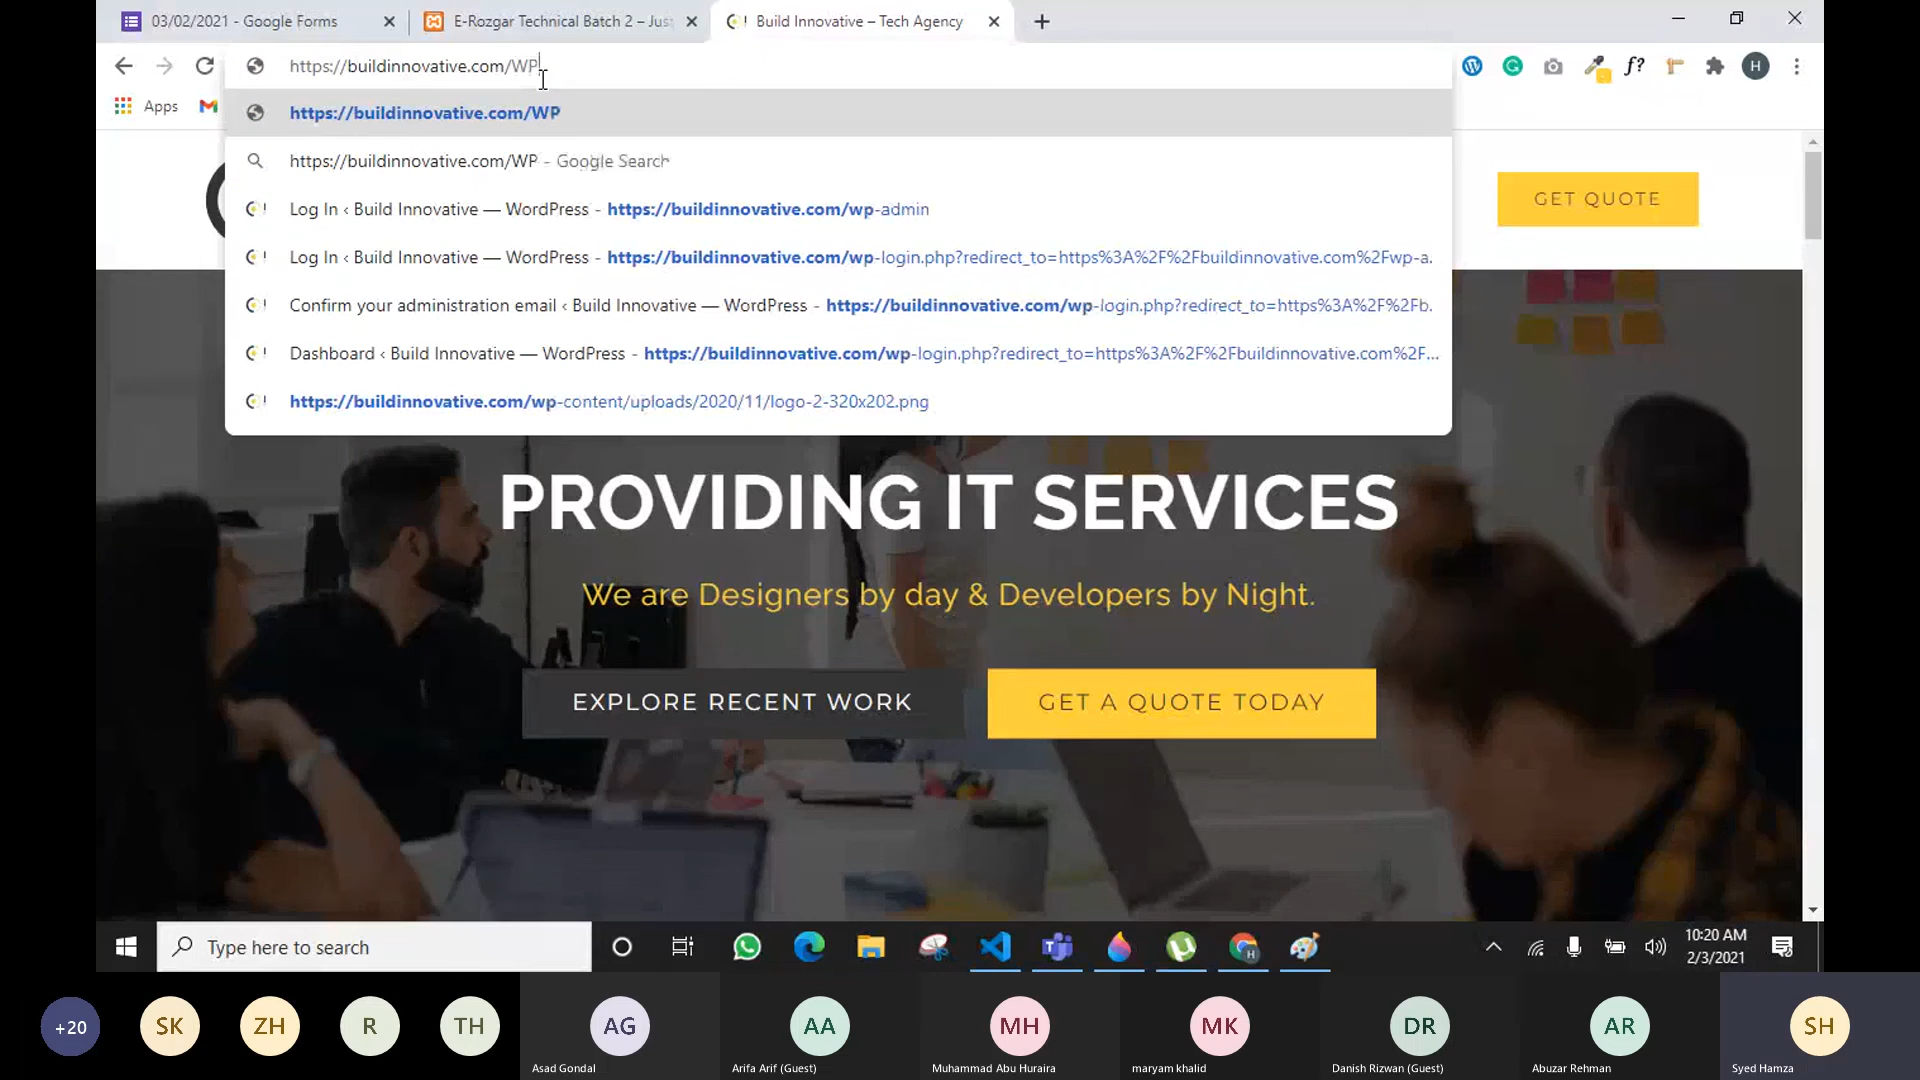 03/02/2021 - Google Forms
E-Rozgar Technical Batch 2 – Jus
Build Innovative – Tech Agency
https://buildinnovative.com/WP
f?
H
Apps
https://buildinnovative.com/WP
https://buildinnovative.com/WP - Google Search
Log In ‹ Build Innovative — WordPress - https://buildinnovative.com/wp-admin
Log In ‹ Build Innovative — WordPress - https://buildinnovative.com/wp-login.php?redirect_to=https%3A%2F%2Fbuildinnovative.com%2Fwp-a.
Confirm your administration email ‹ Build Innovative — WordPress - https://buildinnovative.com/wp-login.php?redirect_to=https%3A%2F%2Fb.
Dashboard ‹ Build Innovative — WordPress - https://buildinnovative.com/wp-login.php?redirect_to=https%3A%2F%2Fbuildinnovative.com%2F...
https://buildinnovative.com/wp-content/uploads/2020/11/logo-2-320x202.png
GET QUOTE
PROVIDING IT SERVICES
We are Designers by day & Developers by Night.
EXPLORE RECENT WORK
GET A QUOTE TODAY
Type here to search
10:20 AM
2/3/2021
+20
SK
ZH
R
TH
AG
AA
MH
MK
DR
AR
SH
Asad Gondal
Arifa Arif (Guest)
Muhammad Abu Huraira
maryam khalid
Danish Rizwan (Guest)
Abuzar Rehman
Syed Hamza